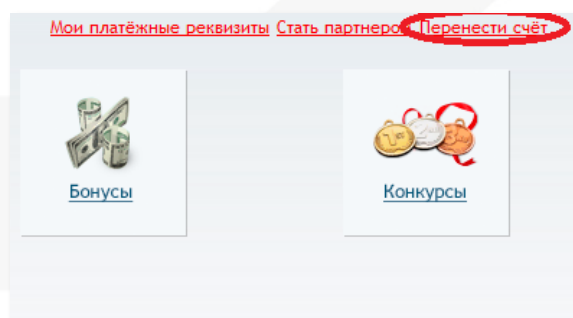 Мои платёжные реквизиты Стать партнером Перенести счёт
Бонусы
Конкурсы